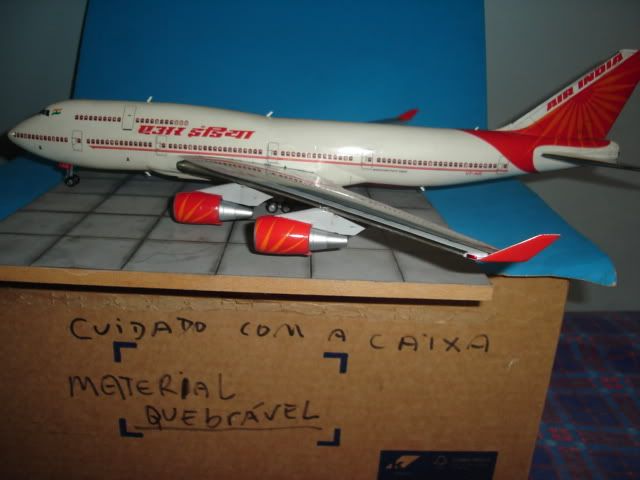 AIR INDIA
एअर इंडिया
CUIDADO COM A CAIXA
MATERIAL
QUEBRÁVEL